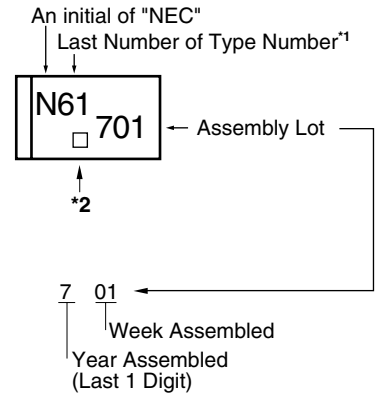 An initial of "NEC"
Last Number of Type Number*1
N61
701
Assembly Lot
*2
7 01
Week Assembled
Year Assembled
(Last 1 Digit)